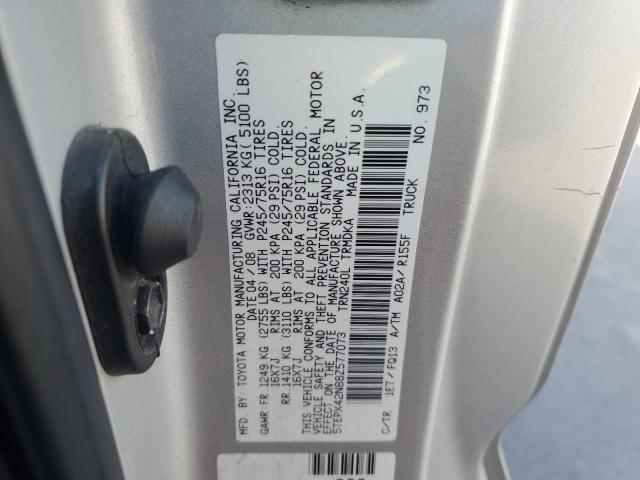 MFD. BY: TOYOTA MOTOR MANUFACTURING CALIFORNIA INC.
DATE 04/08 GVWR: 2313 KG( 5100 LBS)
GAWR: FR. 1249 KG (2755 LBS) WITH P245/75R16 TIRES
16X7J RIMS AT 200 KPA (29 PSI) COLD.
RR. 1410 KG (3110 LBS) WITH P245/75R16 TIRES
16X7J RIMS AT 200 KPA (29 PSI) COLD.
THIS VEHICLE CONFORMS TO ALL APPLICABLE FEDERAL MOTOR
VEHICLE SAFETY AND THEFT PREVENTION STANDARDS IN
EFFECT ON THE DATE OF MANUFACTURE SHOWN ABOVE.
5TEPX42N88Z577073 TRN240L TRMDKA MADE IN U.S.A.
C/TR 1E7 / FQ13 A/TM A02A/ R155F TRUCK NO. 973